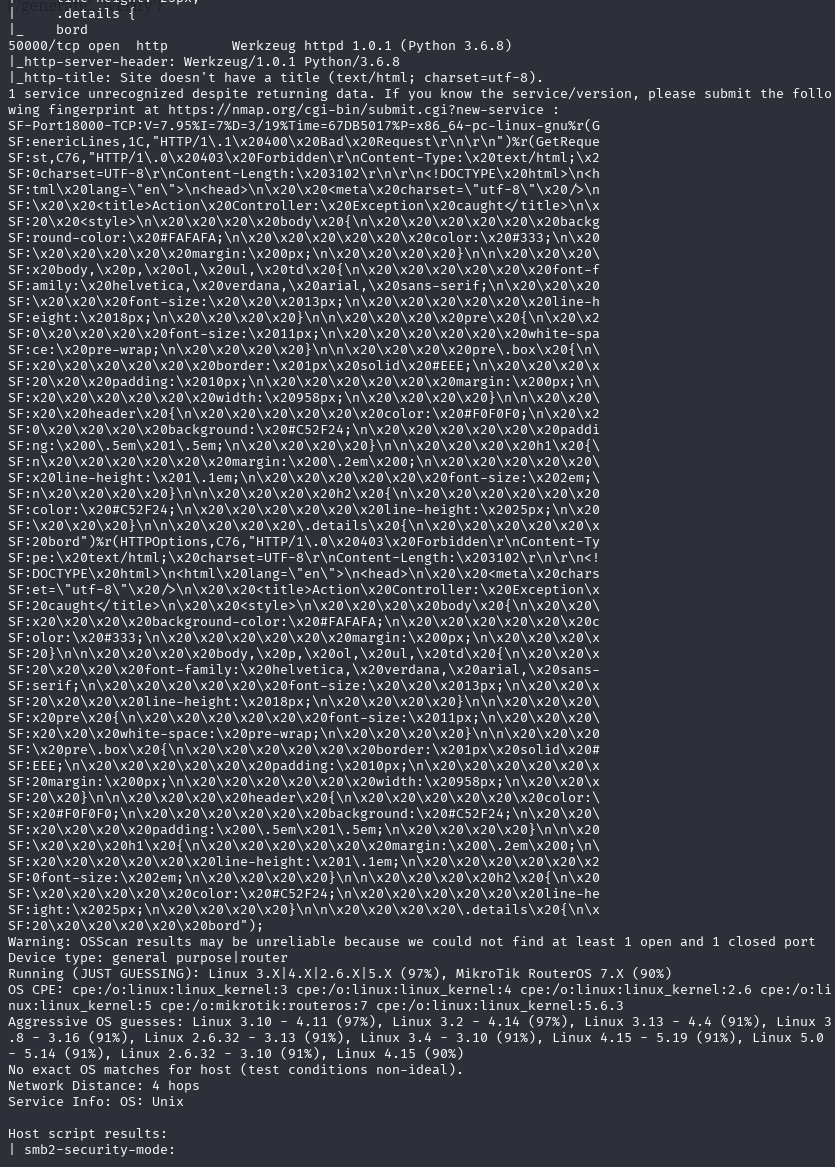 |     .details {
|_    bord
50000/tcp open  http        Werkzeug httpd 1.0.1 (Python 3.6.8)
|_http-server-header: Werkzeug/1.0.1 Python/3.6.8
|_http-title: Site doesn't have a title (text/html; charset=utf-8).
1 service unrecognized despite returning data. If you know the service/version, please submit the follo
wing fingerprint at https://nmap.org/cgi-bin/submit.cgi?new-service :
SF-Port18000-TCP:V=7.95%I=7%D=3/19%Time=67DB5017%P=x86_64-pc-linux-gnu%r(G
SF:enericLines,1C,"HTTP/1\.1\x20400\x20Bad\x20Request\r\n\r\n")%r(GetReque
SF:st,C76,"HTTP/1\.0\x20403\x20Forbidden\r\nContent-Type:\x20text/html;\x2
SF:0charset=UTF-8\r\nContent-Length:\x203102\r\n\r\n<!DOCTYPE\x20html>\n<h
SF:tml\x20lang=\"en\">\n<head>\n\x20\x20<meta\x20charset=\"utf-8\"\x20/>\n
SF:\x20\x20<title>Action\x20Controller:\x20Exception\x20caught</title>\n\x
SF:20\x20<style>\n\x20\x20\x20\x20body\x20{\n\x20\x20\x20\x20\x20\x20backg
SF:round-color:\x20#FAFAFA;\n\x20\x20\x20\x20\x20\x20color:\x20#333;\n\x20
SF:\x20\x20\x20\x20\x20margin:\x200px;\n\x20\x20\x20\x20}\n\n\x20\x20\x20\
SF:x20body,\x20p,\x20ol,\x20ul,\x20td\x20{\n\x20\x20\x20\x20\x20\x20font-f
SF:amily:\x20helvetica,\x20verdana,\x20arial,\x20sans-serif;\n\x20\x20\x20
SF:\x20\x20\x20font-size:\x20\x20\x2013px;\n\x20\x20\x20\x20\x20\x20line-h
SF:eight:\x2018px;\n\x20\x20\x20\x20}\n\n\x20\x20\x20\x20pre\x20{\n\x20\x2
SF:0\x20\x20\x20\x20font-size:\x2011px;\n\x20\x20\x20\x20\x20\x20white-spa
SF:ce:\x20pre-wrap;\n\x20\x20\x20\x20}\n\n\x20\x20\x20\x20pre\.box\x20{\n\
SF:x20\x20\x20\x20\x20\x20border:\x201px\x20solid\x20#EEE;\n\x20\x20\x20\x
SF:20\x20\x20padding:\x2010px;\n\x20\x20\x20\x20\x20\x20margin:\x200px;\n\
SF:x20\x20\x20\x20\x20\x20width:\x20958px;\n\x20\x20\x20\x20}\n\n\x20\x20\
SF:x20\x20header\x20{\n\x20\x20\x20\x20\x20\x20color:\x20#F0F0F0;\n\x20\x2
SF:0\x20\x20\x20\x20background:\x20#C52F24;\n\x20\x20\x20\x20\x20\x20paddi
SF:ng:\x200\.5em\x201\.5em;\n\x20\x20\x20\x20}\n\n\x20\x20\x20\x20h1\x20{\
SF:n\x20\x20\x20\x20\x20\x20margin:\x200\.2em\x200;\n\x20\x20\x20\x20\x20\
SF:x20line-height:\x201\.1em;\n\x20\x20\x20\x20\x20\x20font-size:\x202em;\
SF:n\x20\x20\x20\x20}\n\n\x20\x20\x20\x20h2\x20{\n\x20\x20\x20\x20\x20\x20
SF:color:\x20#C52F24;\n\x20\x20\x20\x20\x20\x20line-height:\x2025px;\n\x20
SF:\x20\x20\x20}\n\n\x20\x20\x20\x20\.details\x20{\n\x20\x20\x20\x20\x20\x
SF:20bord")%r(HTTPOptions,C76,"HTTP/1\.0\x20403\x20Forbidden\r\nContent-Ty
SF:pe:\x20text/html;\x20charset=UTF-8\r\nContent-Length:\x203102\r\n\r\n<!
SF:DOCTYPE\x20html>\n<html\x20lang=\"en\">\n<head>\n\x20\x20<meta\x20chars
SF:et=\"utf-8\"\x20/>\n\x20\x20<title>Action\x20Controller:\x20Exception\x
SF:20caught</title>\n\x20\x20<style>\n\x20\x20\x20\x20body\x20{\n\x20\x20\
SF:x20\x20\x20\x20background-color:\x20#FAFAFA;\n\x20\x20\x20\x20\x20\x20c
SF:olor:\x20#333;\n\x20\x20\x20\x20\x20\x20margin:\x200px;\n\x20\x20\x20\x
SF:20}\n\n\x20\x20\x20\x20body,\x20p,\x20ol,\x20ul,\x20td\x20{\n\x20\x20\x
SF:20\x20\x20\x20font-family:\x20helvetica,\x20verdana,\x20arial,\x20sans-
SF:serif;\n\x20\x20\x20\x20\x20\x20font-size:\x20\x20\x2013px;\n\x20\x20\x
SF:20\x20\x20\x20line-height:\x2018px;\n\x20\x20\x20\x20}\n\n\x20\x20\x20\
SF:x20pre\x20{\n\x20\x20\x20\x20\x20\x20font-size:\x2011px;\n\x20\x20\x20\
SF:x20\x20\x20white-space:\x20pre-wrap;\n\x20\x20\x20\x20}\n\n\x20\x20\x20
SF:\x20pre\.box\x20{\n\x20\x20\x20\x20\x20\x20border:\x201px\x20solid\x20#
SF:EEE;\n\x20\x20\x20\x20\x20\x20padding:\x2010px;\n\x20\x20\x20\x20\x20\x
SF:20margin:\x200px;\n\x20\x20\x20\x20\x20\x20width:\x20958px;\n\x20\x20\x
SF:20\x20}\n\n\x20\x20\x20\x20header\x20{\n\x20\x20\x20\x20\x20\x20color:\
SF:x20#F0F0F0;\n\x20\x20\x20\x20\x20\x20background:\x20#C52F24;\n\x20\x20\
SF:x20\x20\x20\x20padding:\x200\.5em\x201\.5em;\n\x20\x20\x20\x20}\n\n\x20
SF:\x20\x20\x20h1\x20{\n\x20\x20\x20\x20\x20\x20margin:\x200\.2em\x200;\n\
SF:x20\x20\x20\x20\x20\x20line-height:\x201\.1em;\n\x20\x20\x20\x20\x20\x2
SF:0font-size:\x202em;\n\x20\x20\x20\x20}\n\n\x20\x20\x20\x20h2\x20{\n\x20
SF:\x20\x20\x20\x20\x20color:\x20#C52F24;\n\x20\x20\x20\x20\x20\x20line-he
SF:ight:\x2025px;\n\x20\x20\x20\x20}\n\n\x20\x20\x20\x20\.details\x20{\n\x
SF:20\x20\x20\x20\x20\x20bord");
Warning: OSScan results may be unreliable because we could not find at least 1 open and 1 closed port
Device type: general purpose|router
Running (JUST GUESSING): Linux 3.X|4.X|2.6.X|5.X (97%), MikroTik RouterOS 7.X (90%)
OS CPE: cpe:/o:linux:linux_kernel:3 cpe:/o:linux:linux_kernel:4 cpe:/o:linux:linux_kernel:2.6 cpe:/o:li
nux:linux_kernel:5 cpe:/o:mikrotik:routeros:7 cpe:/o:linux:linux_kernel:5.6.3
Aggressive OS guesses: Linux 3.10 - 4.11 (97%), Linux 3.2 - 4.14 (97%), Linux 3.13 - 4.4 (91%), Linux 3
.8 - 3.16 (91%), Linux 2.6.32 - 3.13 (91%), Linux 3.4 - 3.10 (91%), Linux 4.15 - 5.19 (91%), Linux 5.0
- 5.14 (91%), Linux 2.6.32 - 3.10 (91%), Linux 4.15 (90%)
No exact OS matches for host (test conditions non-ideal).
Network Distance: 4 hops
Service Info: OS: Unix

Host script results:
| smb2-security-mode: